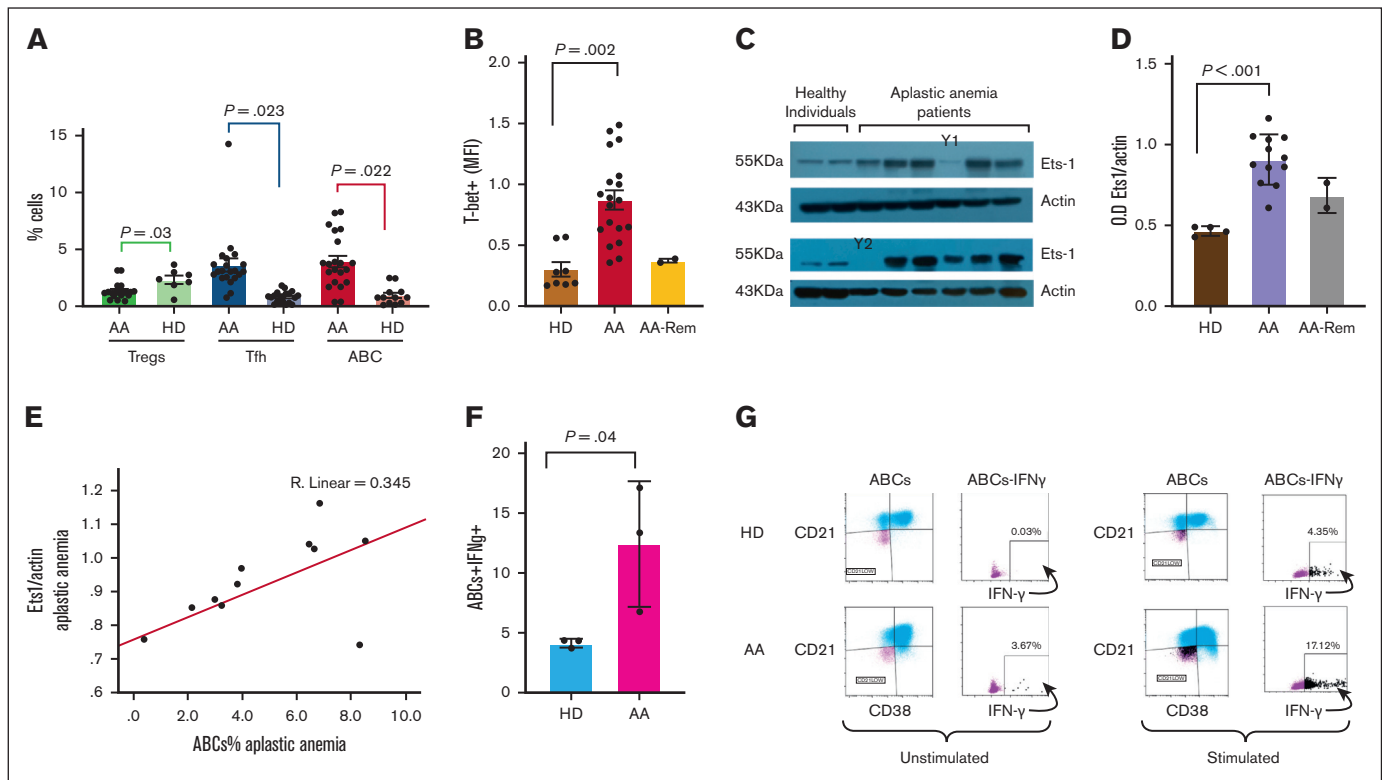 A
P = .023
P = .022
P = .03
15
10
5
0
% cells
AA HD AA HD AA HD
Tregs Tfh ABC
B
P = .002
2.0
1.5
1.0
0.5
0.0
T-bet+ (MFI)
HD AA AA-Rem
C
Healthy Individuals
Aplastic anemia patients
Y1
55KDa Ets-1
43KDa Actin
Y2
55KDa Ets-1
43KDa Actin
D
P < .001
1.5
1.0
0.5
0.0
O.D Ets1/actin
HD AA AA-Rem
E
R. Linear = 0.345
1.2
1.1
1.0
.9
.8
.7
.6
Ets1/actin
aplastic anemia
.0 2.0 4.0 6.0 8.0 10.0
ABCs% aplastic anemia
F
P = .04
20
15
10
5
0
ABCs+IFNg+
HD AA
G
ABCs ABCs-IFNγ ABCs ABCs-IFNγ
HD CD21 0.03% CD21 4.35%
CD21LOW CD21LOW
IFN-γ IFN-γ
AA CD21 3.67% CD21 17.12%
CD21LOW CD21LOW
CD38 IFN-γ CD38 IFN-γ
Unstimulated Stimulated